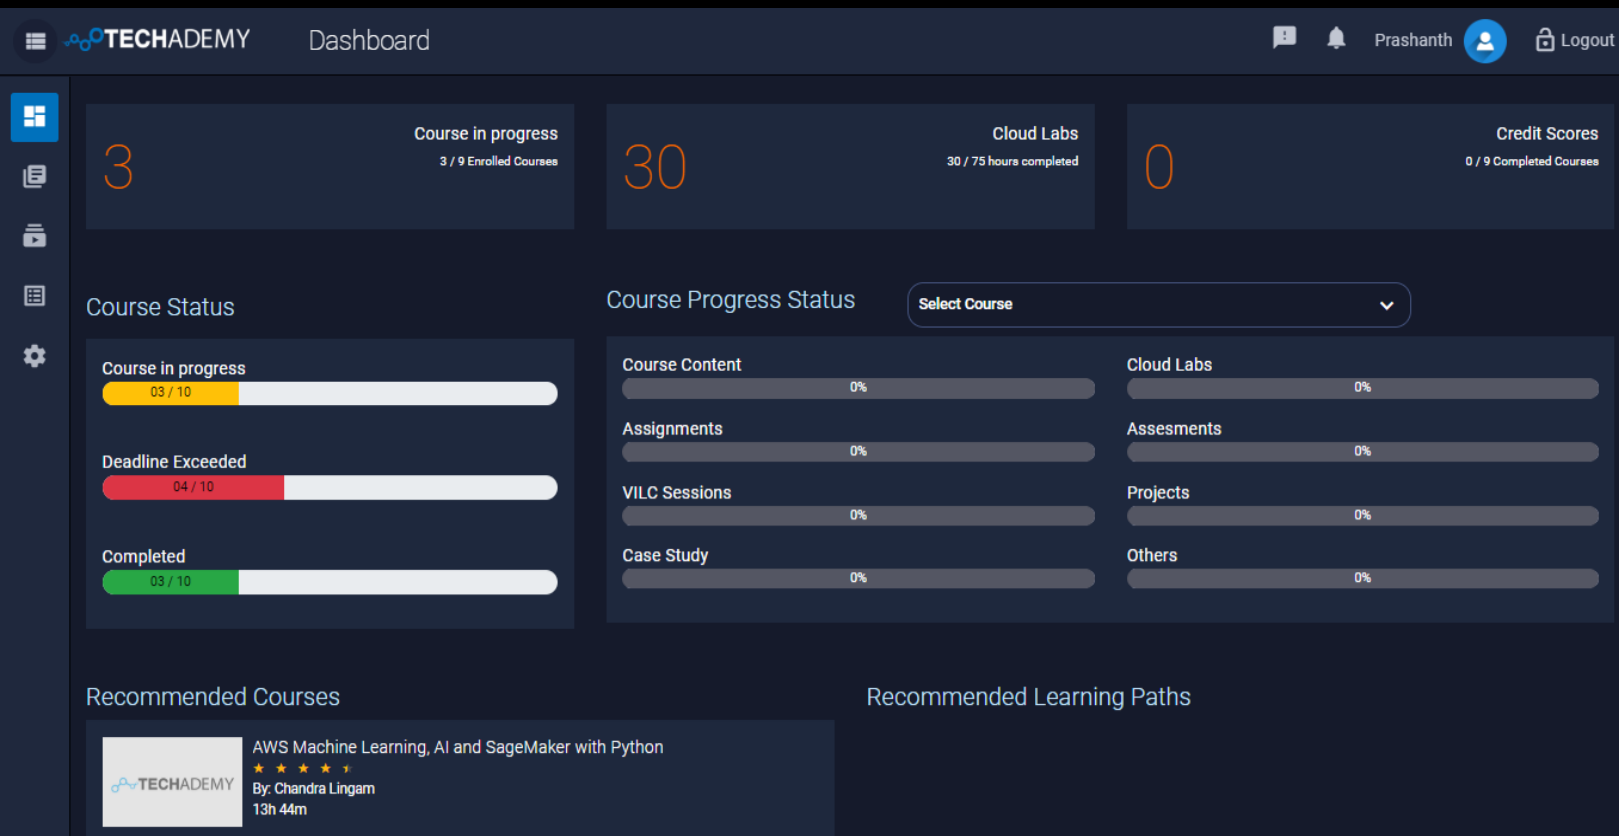 TECHADEMY
Dashboard
Prashanth
Logout
3
Course in progress
3 / 9 Enrolled Courses
30
Cloud Labs
30 / 75 hours completed
0
Credit Scores
0 / 9 Completed Courses
Course Status
Course in progress
03 / 10
Deadline Exceeded
04 / 10
Completed
03 / 10
Course Progress Status
Select Course
Course Content
0%
Cloud Labs
0%
Assignments
0%
Assesments
0%
VILC Sessions
0%
Projects
0%
Case Study
0%
Others
0%
Recommended Courses
TECHADEMY
AWS Machine Learning, AI and SageMaker with Python
By: Chandra Lingam
13h 44m
Recommended Learning Paths